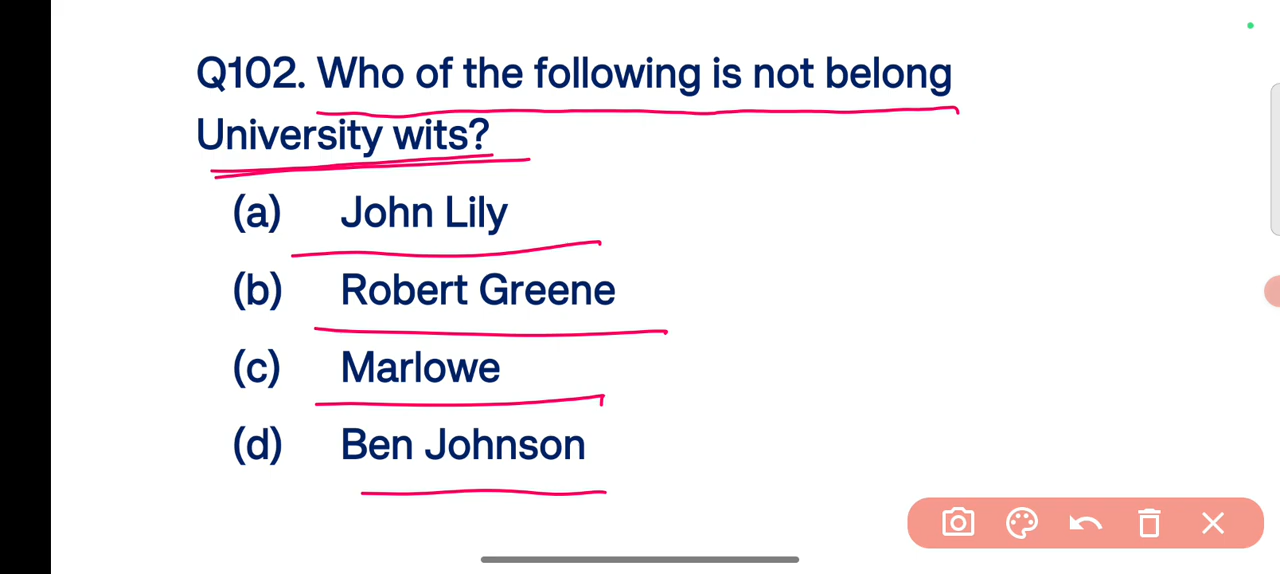 Q102. Who of the following is not belong
University wits?
(a) John Lily
(b) Robert Greene
(c) Marlowe
(d) Ben Johnson